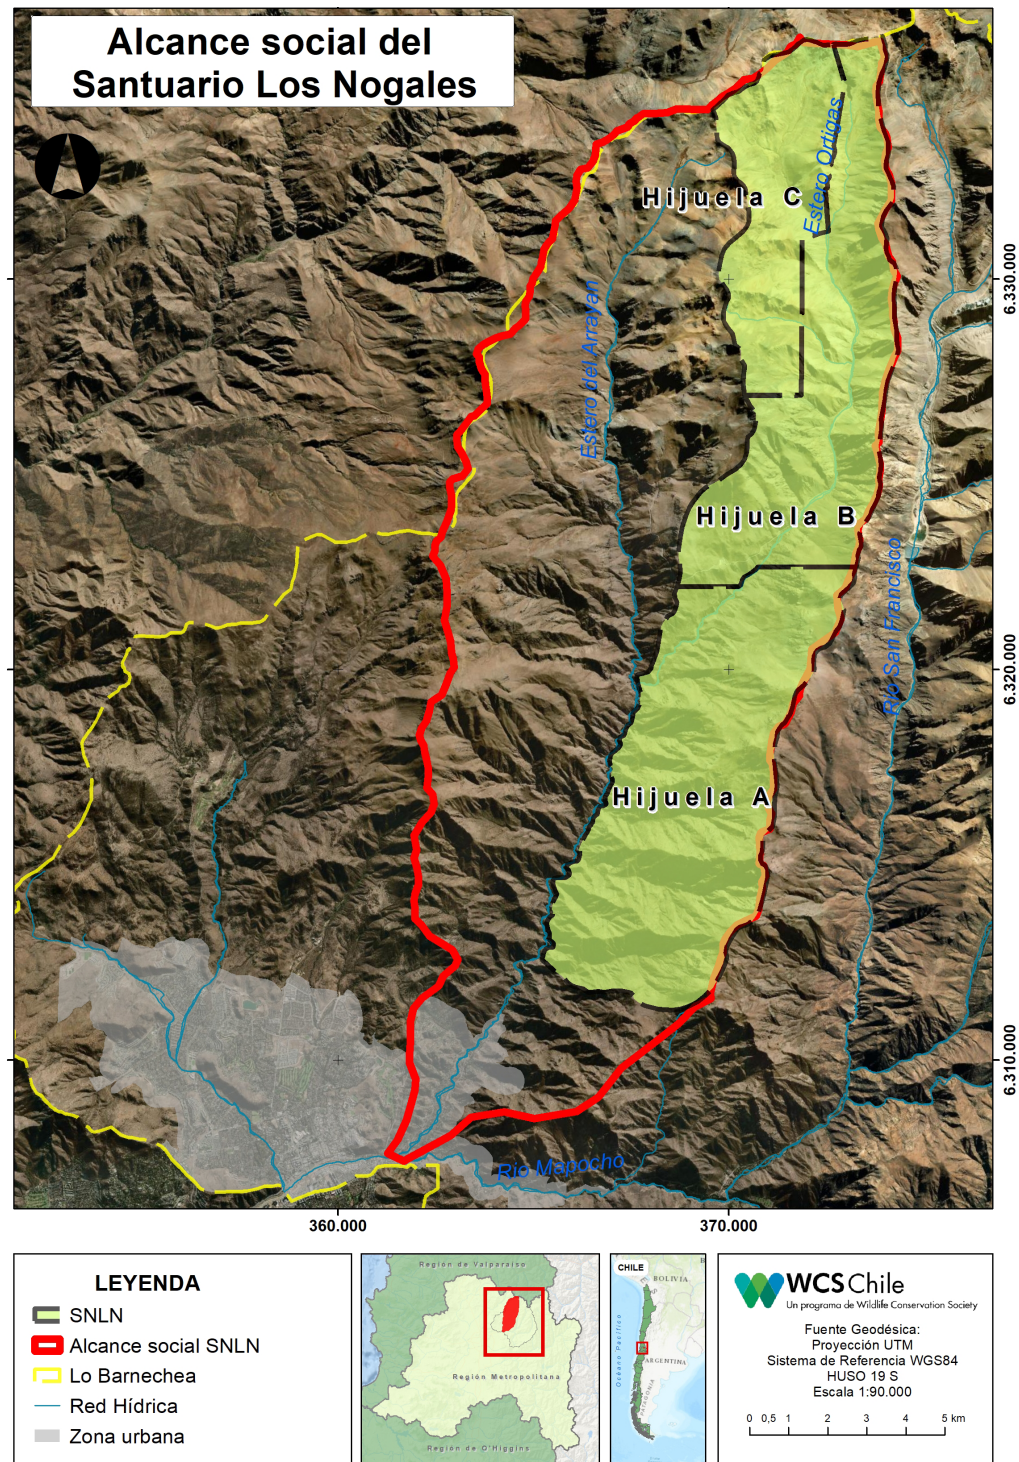 Alcance social del
Santuario Los Nogales
Estero Ortigas
Hijuela C
6.330.000
Estero del Arrayan
Hijuela B
Río San Francisco
6.320.000
Hijuela A
6.310.000
Rio Mapocho
360.000
370.000
LEYENDA
SNLN
Alcance social SNLN
Lo Barnechea
Red Hídrica
Zona urbana
Region de Valparaíso
Región Metropolitana
Región de O'Higgins
CHILE
BOLIVIA
Océano Pacífico
ARGENTINA
PATAGONIA
WCS Chile
Un programa de Wildlife Conservation Society
Fuente Geodésica:
Proyección UTM
Sistema de Referencia WGS84
HUSO 19 S
Escala 1:90.000
0 0,5 1 2 3 4 5 km